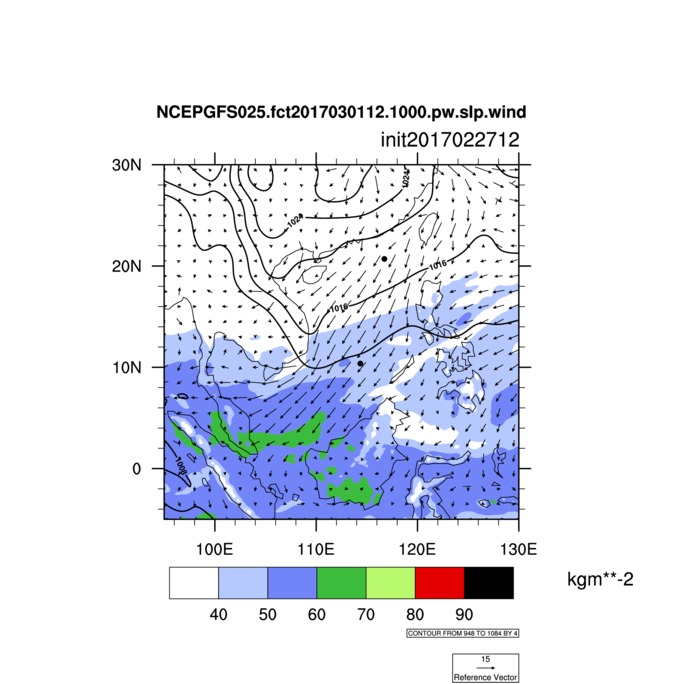 NCEPGFS025.fct2017030112.1000.pw.slp.wind
init2017022712
30N
1024
1024
20N
1016
1016
10N
0
1008
100E 110E 120E 130E
kgm**-2
40 50 60 70 80 90
CONTOUR FROM 948 TO 1084 BY 4
15
Reference Vector